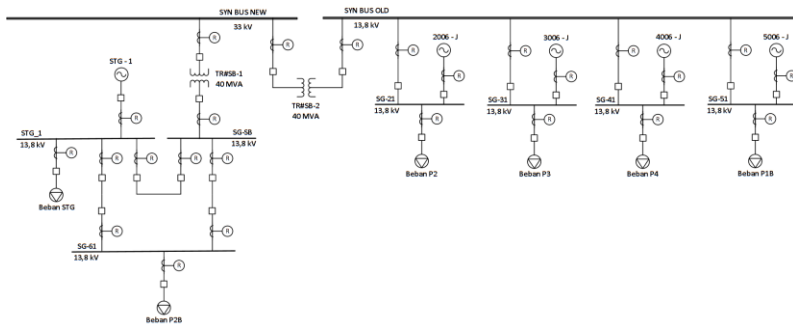 SYN BUS NEW
33 kV
SYN BUS OLD
13,8 kV
R
R
R
R
R
R
R
2006 - J
3006 - J
4006 - J
5006 - J
R
R
R
R
STG - 1
TR#SB-1
40 MVA
TR#SB-2
40 MVA
SG-21
13,8 kV
SG-31
13,8 kV
SG-41
13,8 kV
SG-51
13,8 kV
R
R
R
R
R
R
STG_1
13,8 kV
SG-SB
13,8 kV
R
R
R
R
R
Beban P2
Beban P3
Beban P4
Beban P1B
Beban STG
R
R
SG-61
13,8 kV
R
Beban P2B